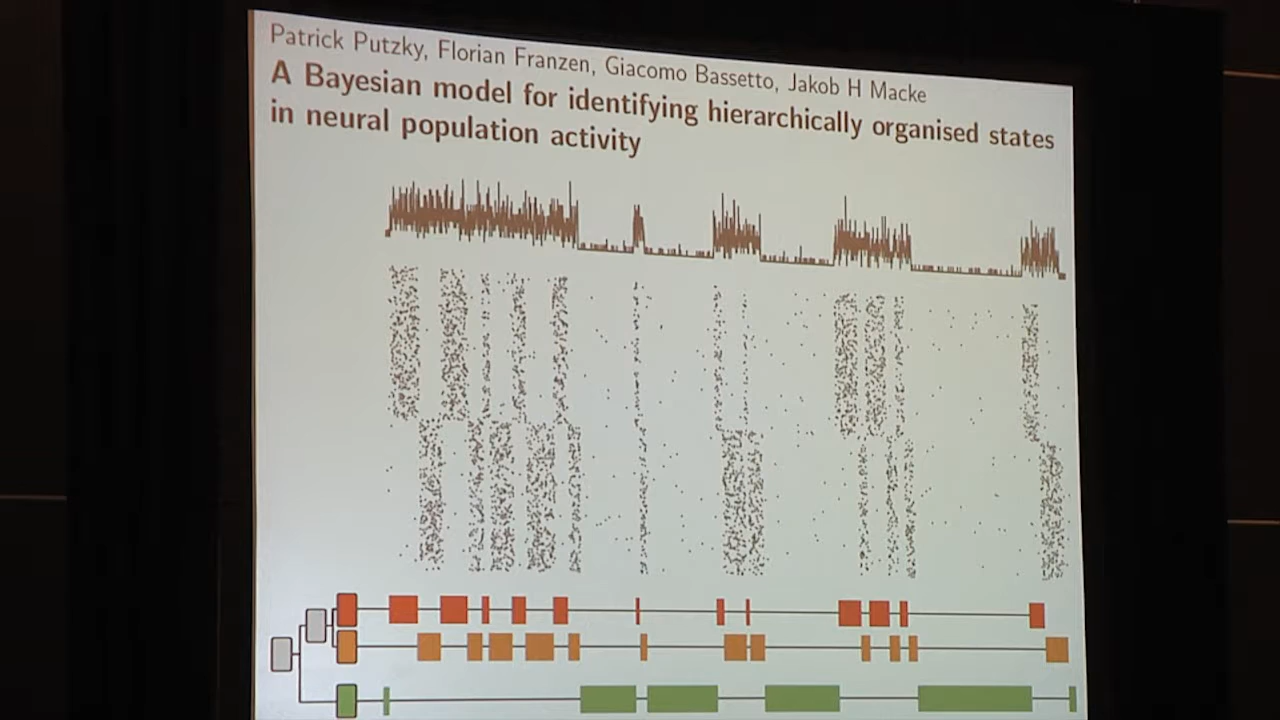 Patrick Putzky, Florian Franzen, Giacomo Bassetto, Jakob H Macke
A Bayesian model for identifying hierarchically organised states
in neural population activity